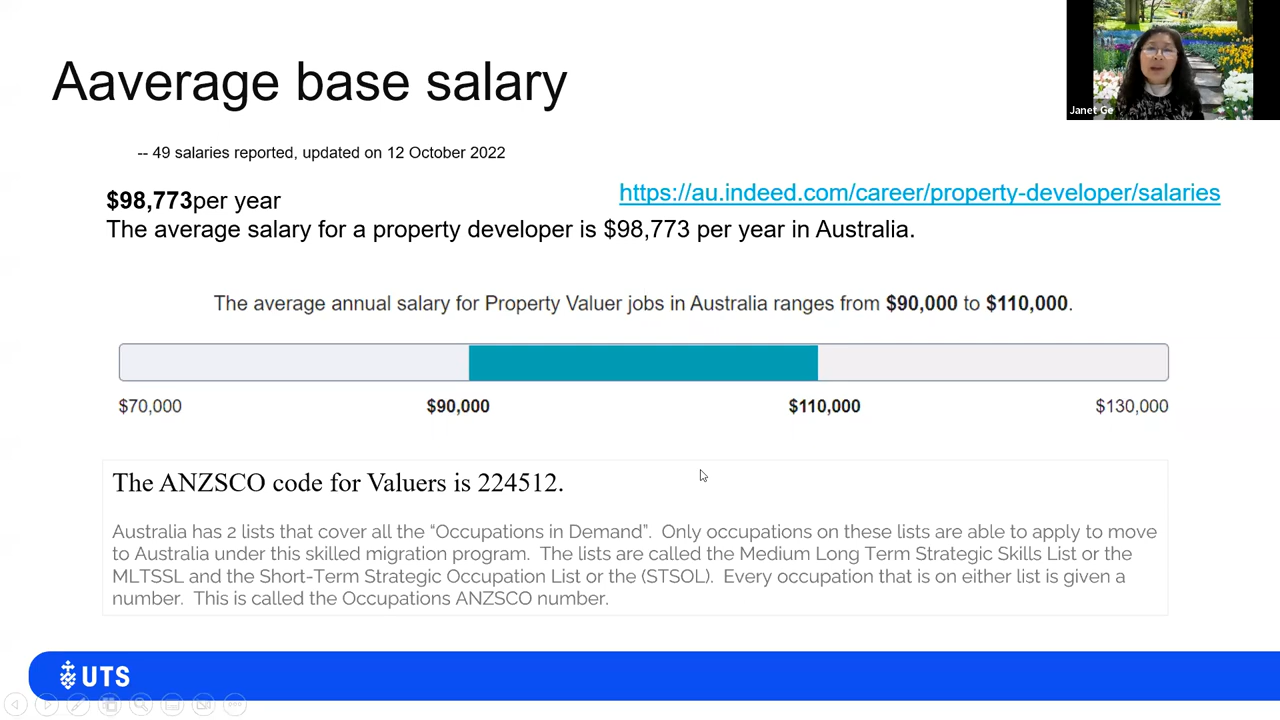 Aaverage base salary
Janet Ge
-- 49 salaries reported, updated on 12 October 2022
$98,773per year
https://au.indeed.com/career/property-developer/salaries
The average salary for a property developer is $98,773 per year in Australia.
The average annual salary for Property Valuer jobs in Australia ranges from $90,000 to $110,000.
$70,000 $90,000 $110,000 $130,000
The ANZSCO code for Valuers is 224512.
Australia has 2 lists that cover all the “Occupations in Demand”. Only occupations on these lists are able to apply to move
to Australia under this skilled migration program. The lists are called the Medium Long Term Strategic Skills List or the
MLTSSL and the Short-Term Strategic Occupation List or the (STSOL). Every occupation that is on either list is given a
number. This is called the Occupations ANZSCO number.
UTS